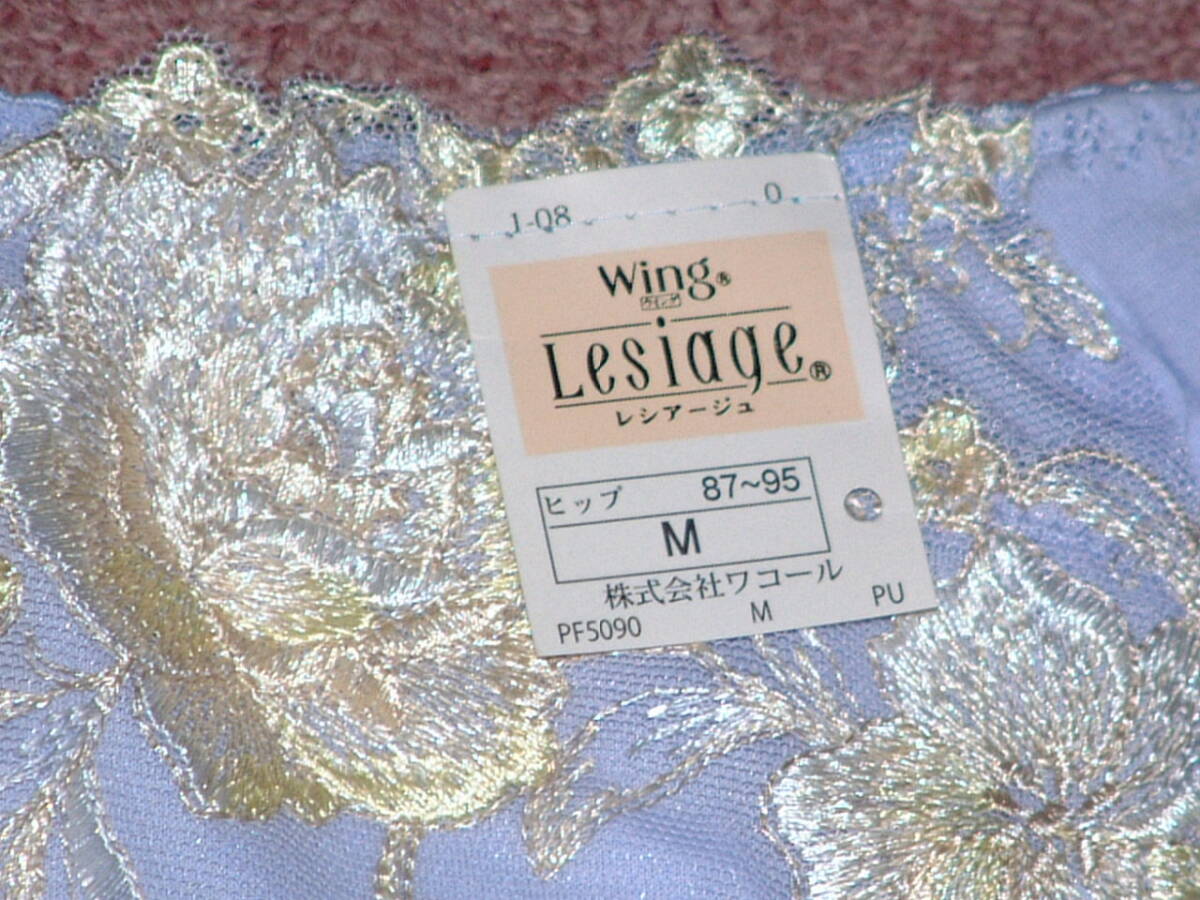 J-08 0
Wing®
ウイング
Lesiage®
レシアージュ
ヒップ 87~95
M
株式会社ワコール
PF5090 M PU